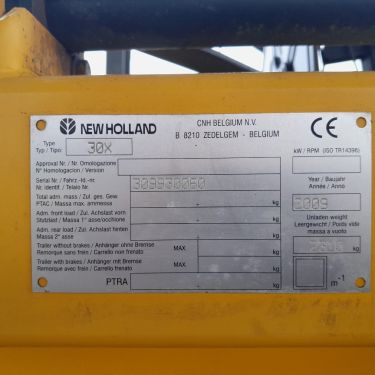 NEW HOLLAND
CNH BELGIUM N.V.
B 8210 ZEDELGEM - BELGIUM
CE
Type
Typ / Tipo:
30X
kW / RPM (ISO TR14396)
Approval Nr / Nr Omologazione
N° Homologacion / Version
Serial Nr / Fahrz.-Id.-nr.
Nr. identif. / Telaio Nr.
Year / Baujahr
Année / Anno
Total adm. mass / Zul. ges. Gew.
PTAC / Massa max. ammessa
kg
2009
Adm. front load / Zul. Achslast vorn
Stutzlast / Massa 1° asse/occhione
kg
Unladen weight
Leergewicht / Poids vide
massa a vuoto
Adm. rear load / Zul. Achslast hinten
Massa 2° asse
kg
kg
Trailer without brakes / Anhänger ohne Bremse
Remorque sans frein / Carrello non frenato
MAX
kg
Trailer with brakes / Anhänger mit Bremse
Remorque avec frein / Carrello frenato
MAX
kg
PTRA
kg
m-1